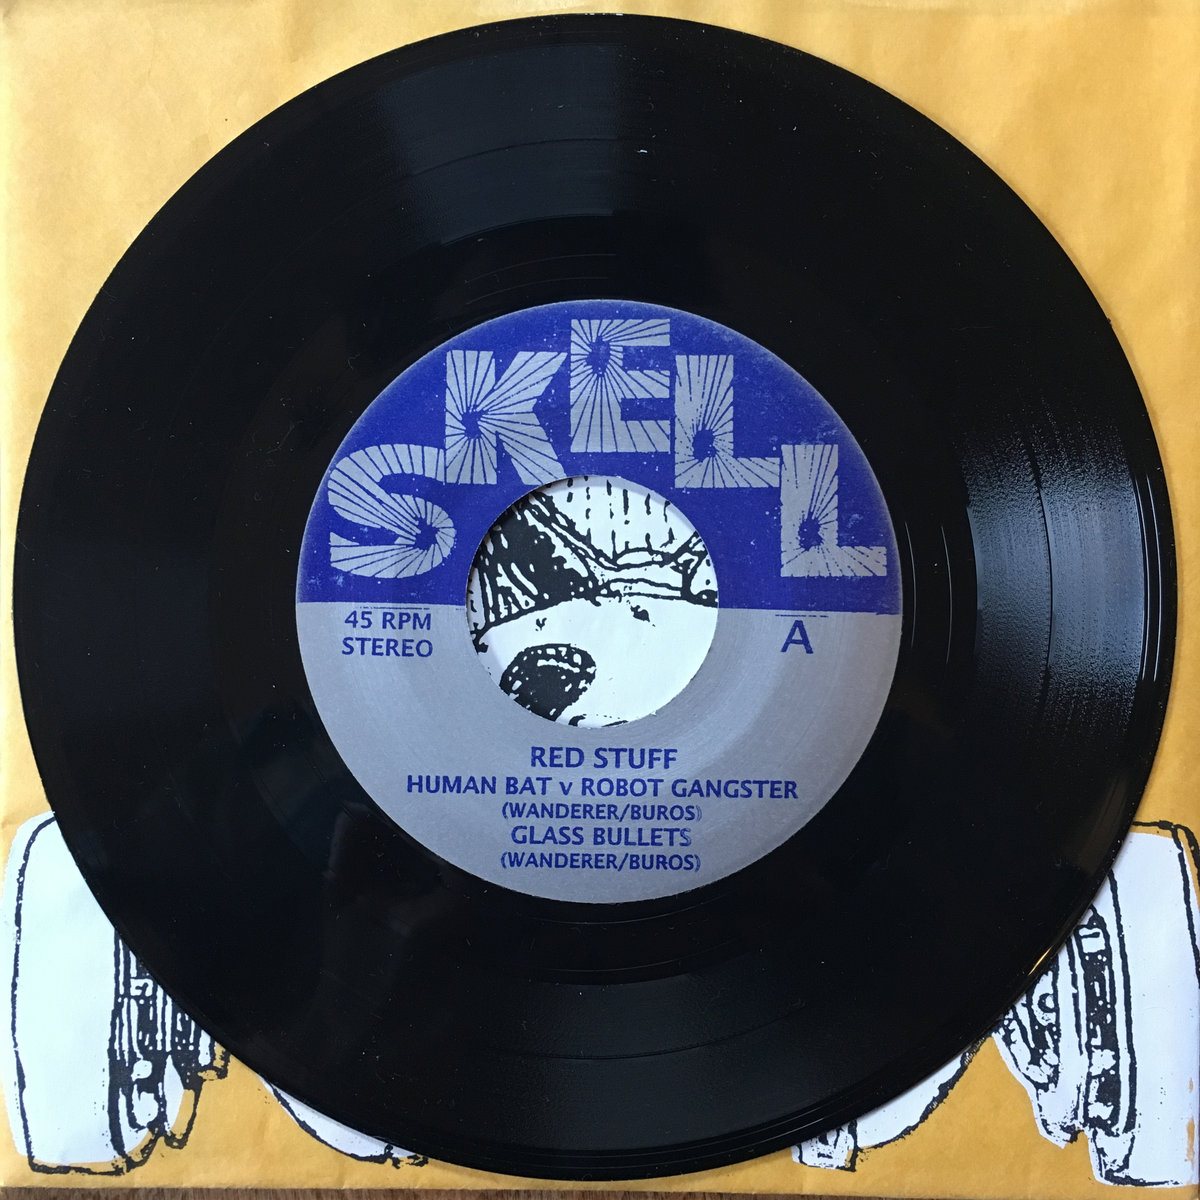 SKELL
45 RPM
STEREO
A
RED STUFF
HUMAN BAT v ROBOT GANGSTER
(WANDERER/BUROS)
GLASS BULLETS
(WANDERER/BUROS)